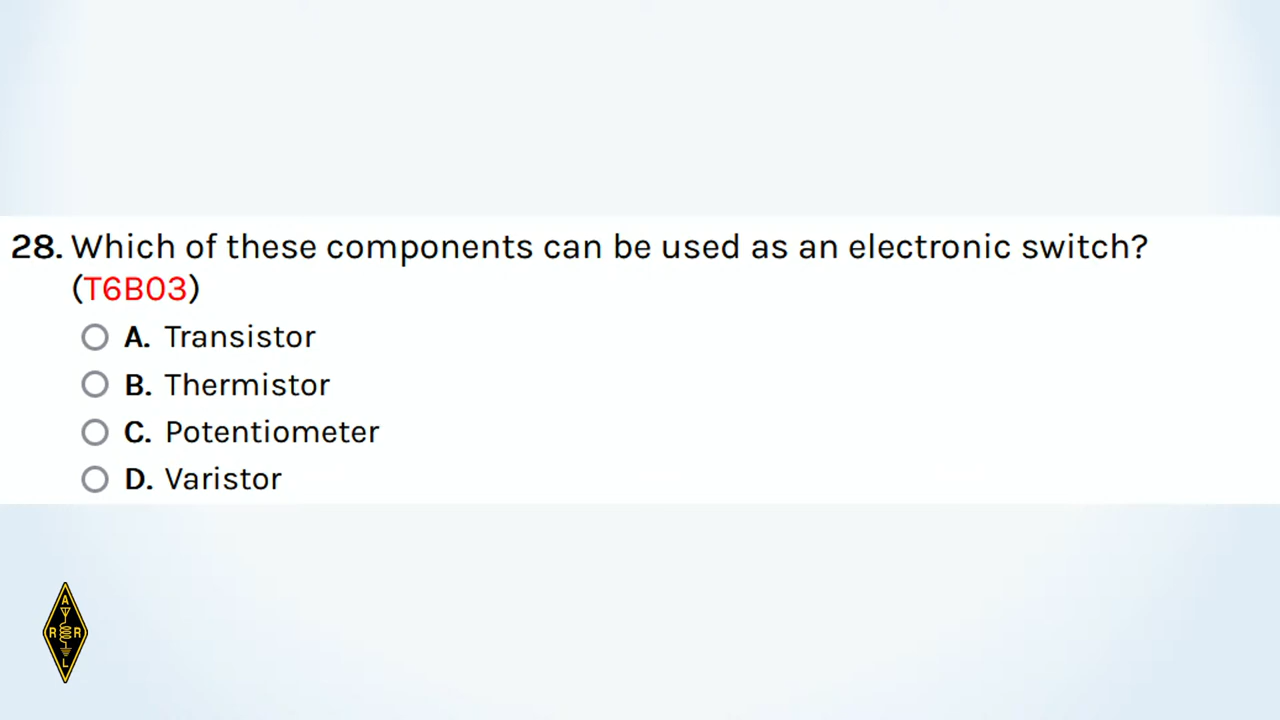 28. Which of these components can be used as an electronic switch?
(T6B03)
A. Transistor
B. Thermistor
C. Potentiometer
D. Varistor
A
R R
L